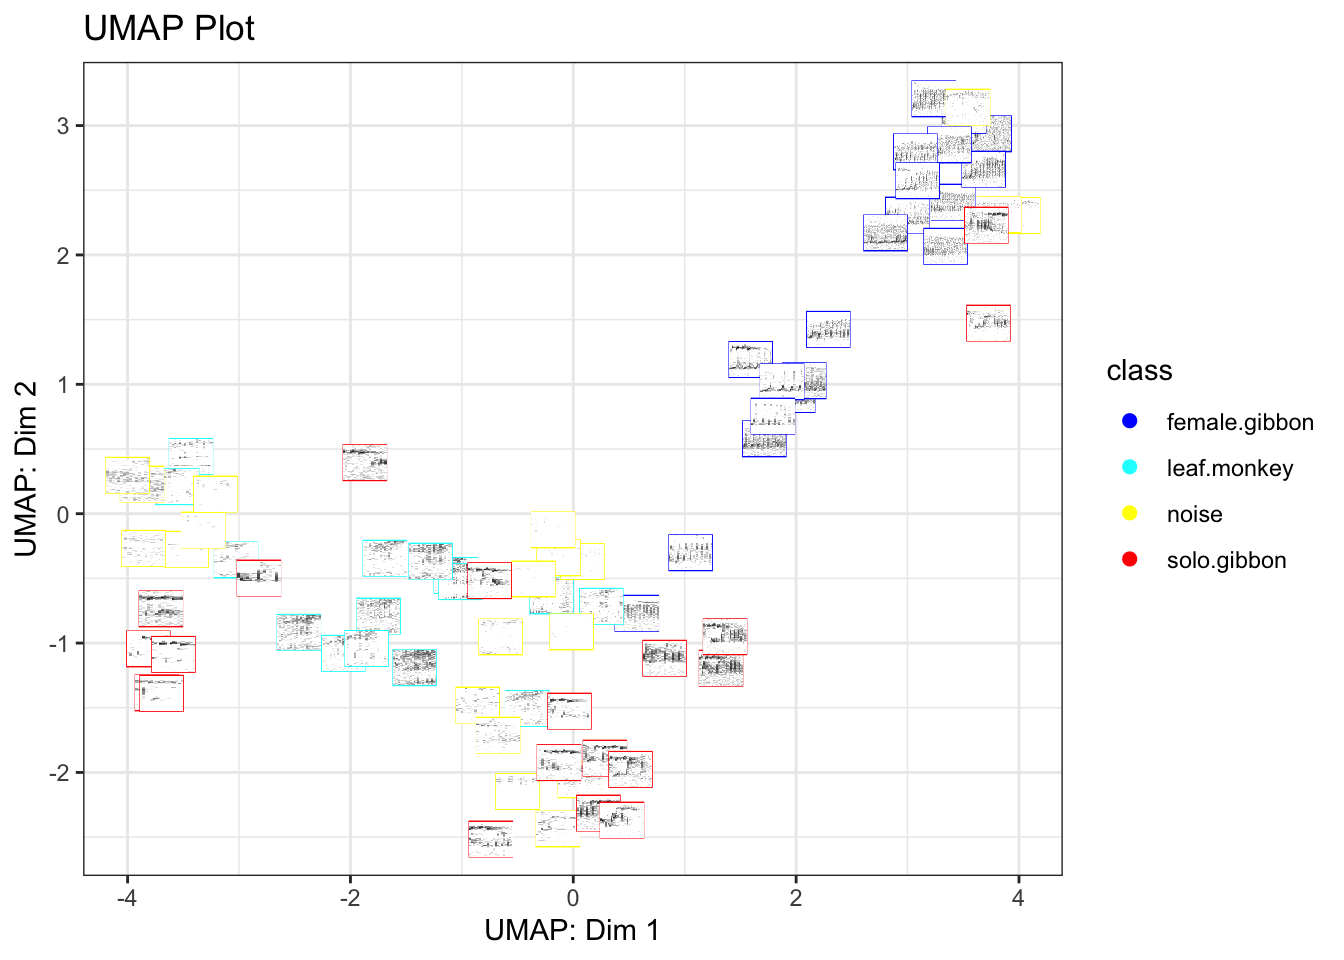 UMAP Plot
UMAP: Dim 2
3
2
1
0
-1
-2
-4
-2
0
2
4
UMAP: Dim 1
class
female.gibbon
leaf.monkey
noise
solo.gibbon